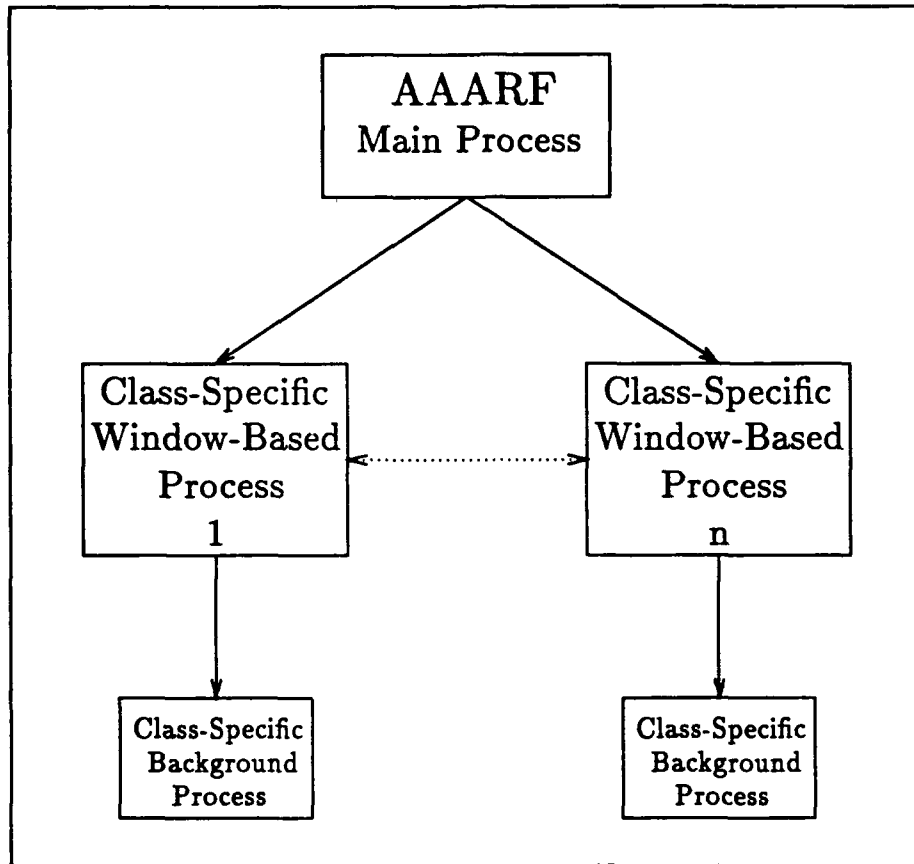 AAARF
Main Process
Class-Specific
Window-Based
Process
1
Class-Specific
Window-Based
Process
n
Class-Specific
Background
Process
Class-Specific
Background
Process